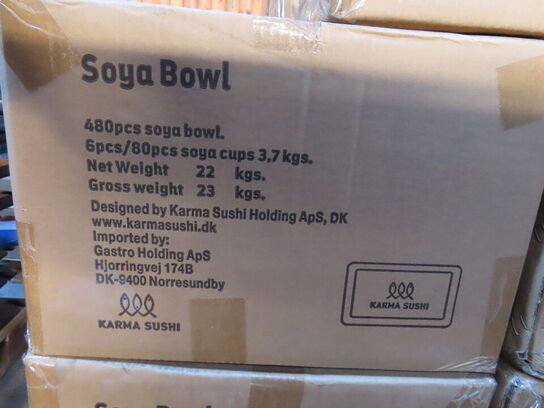 Soya Bowl
480pcs soya bowl.
6pcs/80pcs soya cups 3,7 kgs.
Net Weight 22 kgs.
Gross weight 23 kgs.
Designed by Karma Sushi Holding ApS, DK
www.karmasushi.dk
Imported by:
Gastro Holding ApS
Hjorringvej 174B
DK-9400 Norresundby
KARMA SUSHI
KARMA SUSHI
Soya Bowl